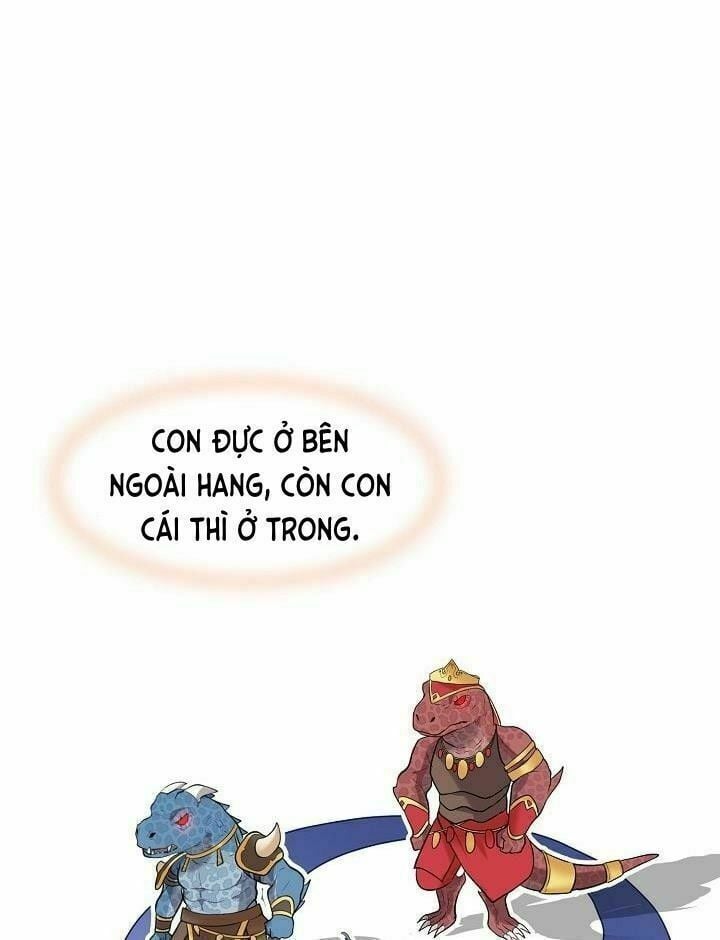 CON ĐỰC Ở BÊN
NGOÀI HANG, CÒN CON
CÁI THÌ Ở TRONG.